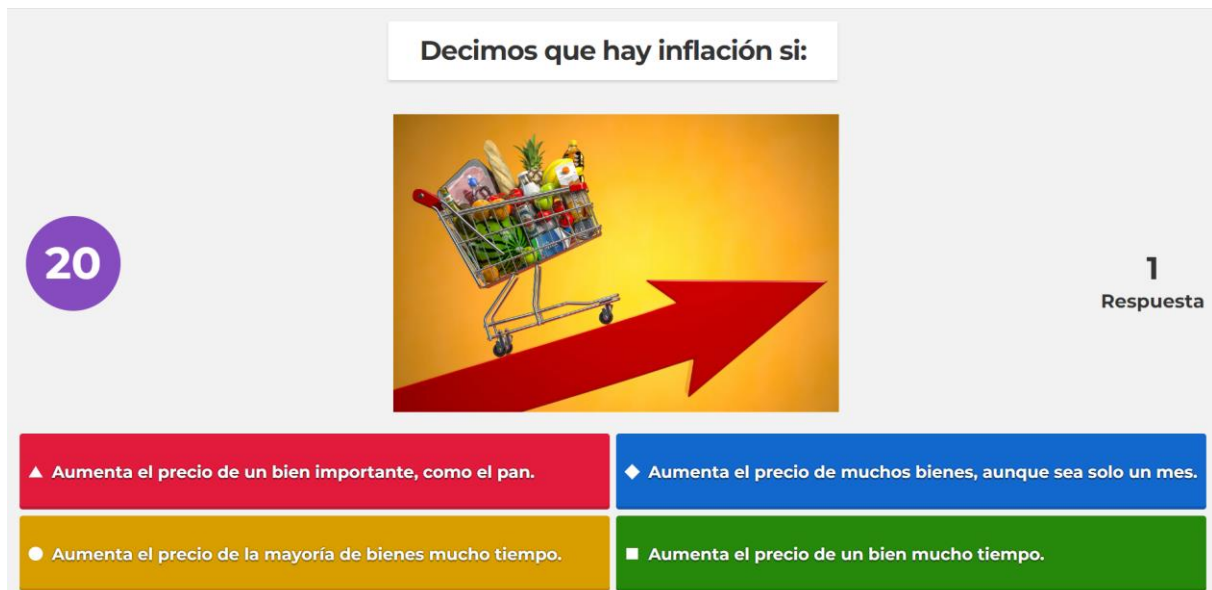 Decimos que hay inflación si:
20
1
Respuesta
Aumenta el precio de un bien importante, como el pan.
Aumenta el precio de muchos bienes, aunque sea solo un mes.
Aumenta el precio de la mayoría de bienes mucho tiempo.
Aumenta el precio de un bien mucho tiempo.